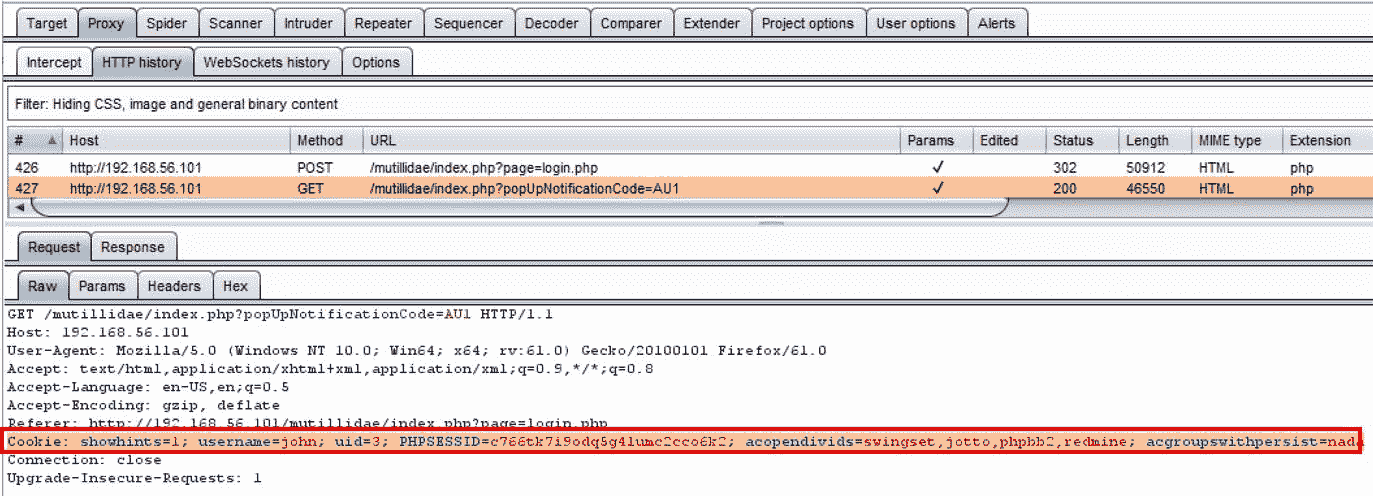 Target Proxy Spider Scanner Intruder Repeater Sequencer Decoder Comparer Extender Project options User options Alerts
Intercept HTTP history WebSockets history Options
Filter: Hiding CSS, image and general binary content
# Host Method URL Params Edited Status Length MIME type Extension
426 http://192.168.56.101 POST /mutillidae/index.php?page=login.php ✓ 302 50912 HTML php
427 http://192.168.56.101 GET /mutillidae/index.php?popUpNotificationCode=AU1 ✓ 200 46550 HTML php
Request Response
Raw Params Headers Hex
GET /mutillidae/index.php?popUpNotificationCode=AU1 HTTP/1.1
Host: 192.168.56.101
User-Agent: Mozilla/5.0 (Windows NT 10.0; Win64; x64; rv:61.0) Gecko/20100101 Firefox/61.0
Accept: text/html,application/xhtml+xml,application/xml;q=0.9,*/*;q=0.8
Accept-Language: en-US,en;q=0.5
Accept-Encoding: gzip, deflate
Referer: http://192.168.56.101/mutillidae/index.php?page=login.php
Cookie: showhints=1; username=john; uid=3; PHPSESSID=c766tk7i9odq5g41umc2cco6k2; acopendivids=swingset,jotto,phpbb2,redmine; acgroupswithpersist=nada
Connection: close
Upgrade-Insecure-Requests: 1